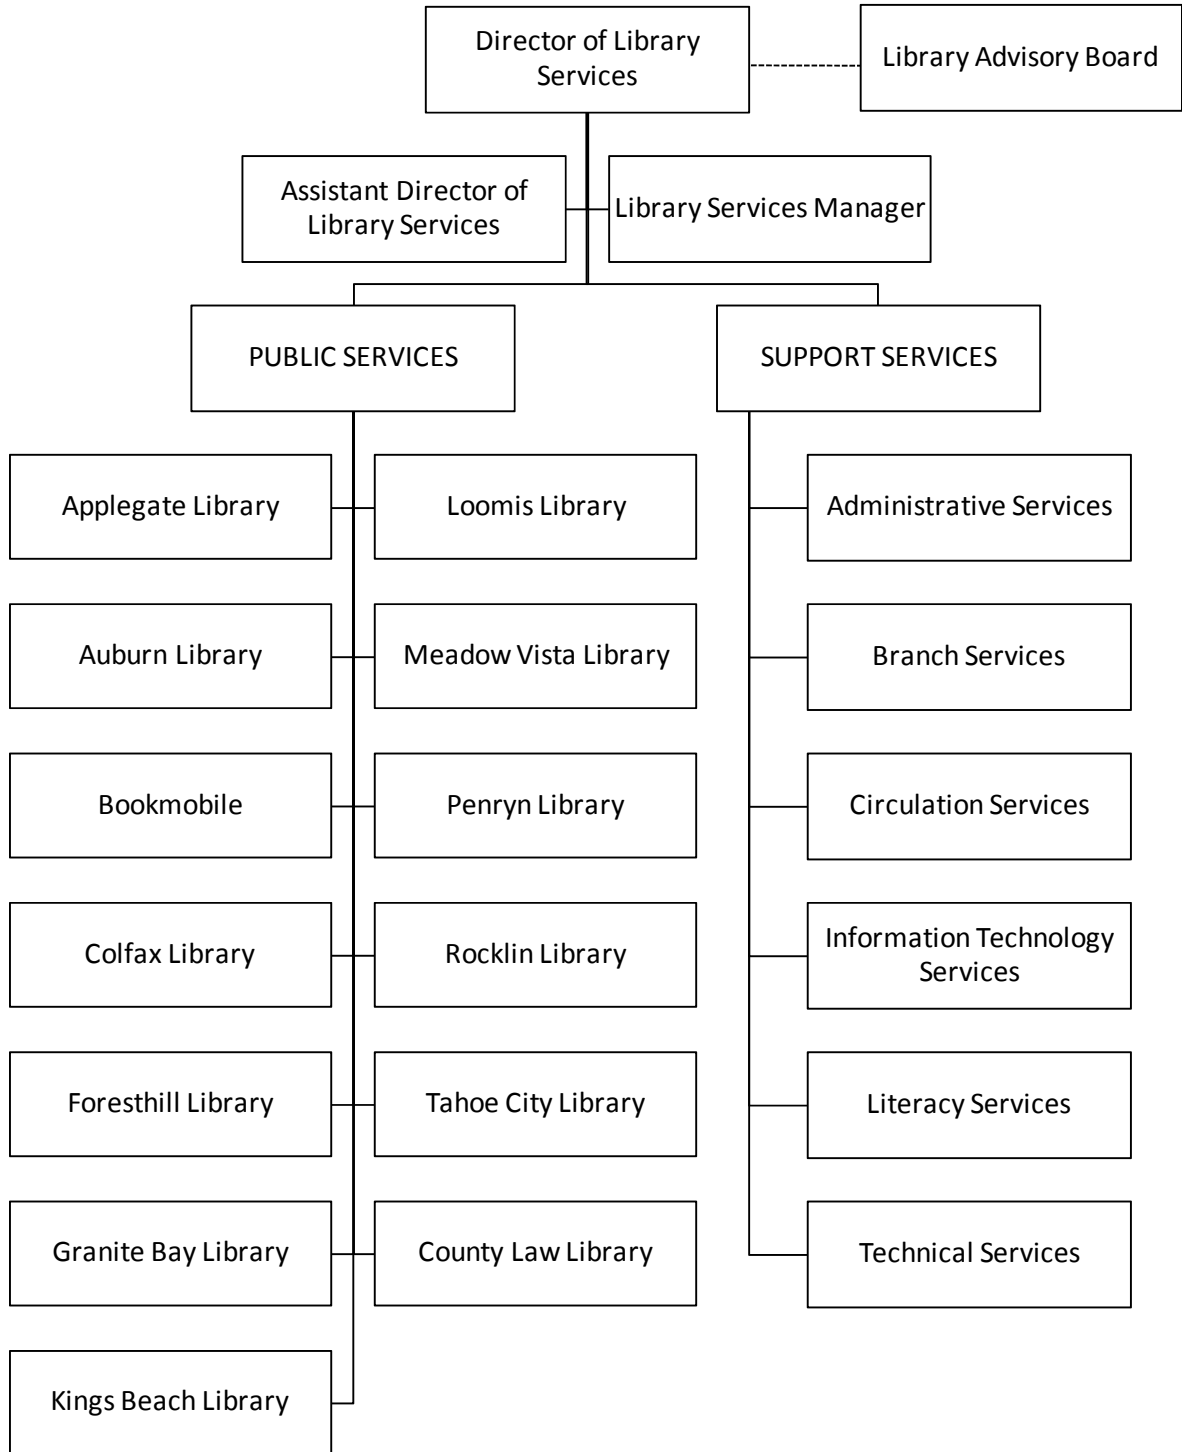 Director of Library
Services
Library Advisory Board
Assistant Director of
Library Services
Library Services Manager
PUBLIC SERVICES
SUPPORT SERVICES
Applegate Library
Loomis Library
Administrative Services
Auburn Library
Meadow Vista Library
Branch Services
Bookmobile
Penryn Library
Circulation Services
Colfax Library
Rocklin Library
Information Technology
Services
Foresthill Library
Tahoe City Library
Literacy Services
Granite Bay Library
County Law Library
Technical Services
Kings Beach Library